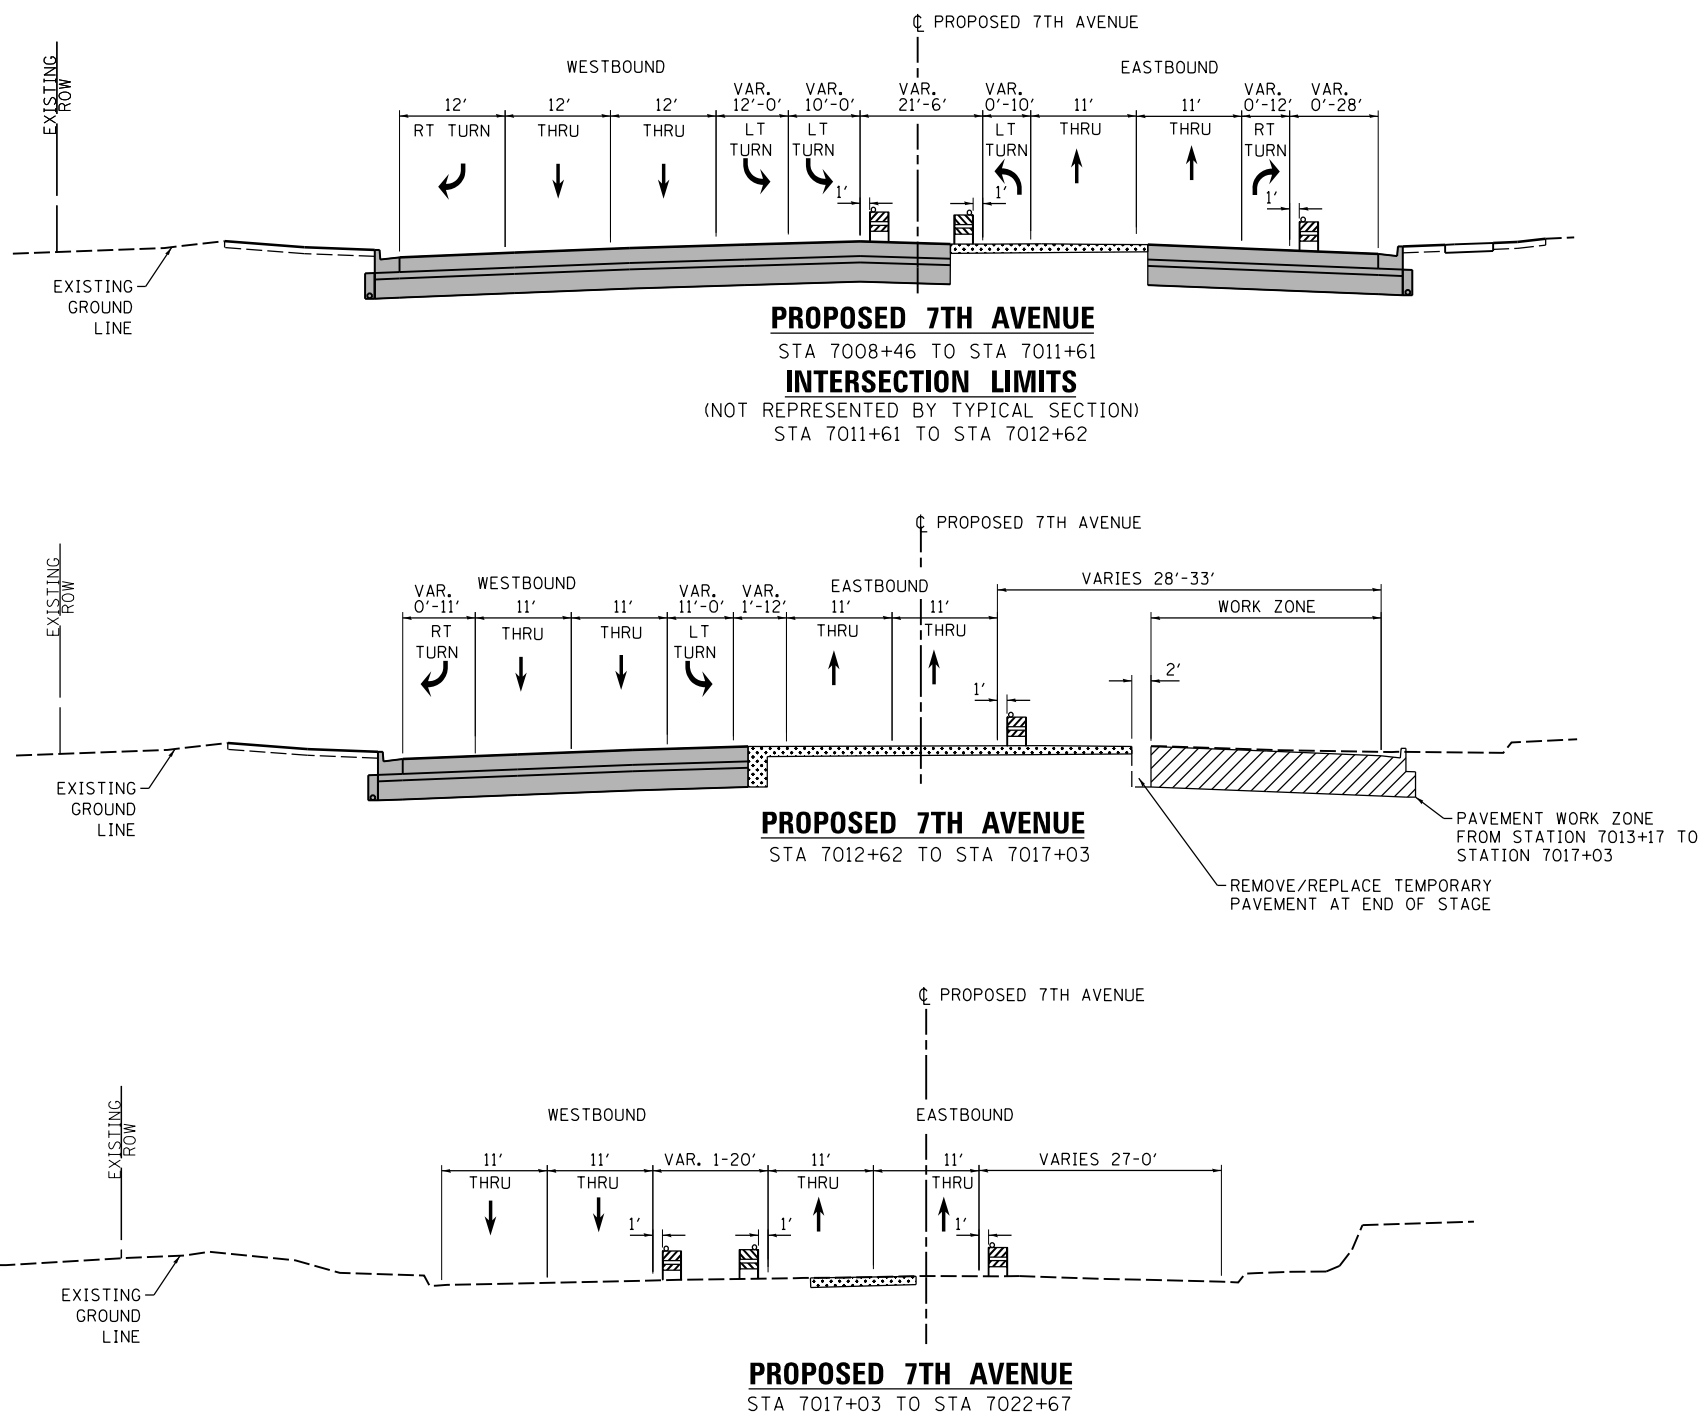 ℄ PROPOSED 7TH AVENUE
WESTBOUND
EASTBOUND
EXISTING
ROW
12'
12'
12'
VAR.
12'-0'
VAR.
10'-0'
VAR.
21'-6'
VAR.
0'-10'
11'
11'
VAR.
0'-12'
VAR.
0'-28'
RT TURN
THRU
THRU
LT
TURN
LT
TURN
LT
TURN
THRU
THRU
RT
TURN
1'
1'
1'
EXISTING
GROUND
LINE
PROPOSED 7TH AVENUE
STA 7008+46 TO STA 7011+61
INTERSECTION LIMITS
(NOT REPRESENTED BY TYPICAL SECTION)
STA 7011+61 TO STA 7012+62
℄ PROPOSED 7TH AVENUE
EXISTING
ROW
WESTBOUND
EASTBOUND
VARIES 28'-33'
VAR.
0'-11'
11'
11'
VAR.
11'-0'
VAR.
1'-12'
11'
11'
WORK ZONE
RT
TURN
THRU
THRU
LT
TURN
THRU
THRU
2'
1'
EXISTING
GROUND
LINE
PROPOSED 7TH AVENUE
STA 7012+62 TO STA 7017+03
PAVEMENT WORK ZONE
FROM STATION 7013+17 TO
STATION 7017+03
REMOVE/REPLACE TEMPORARY
PAVEMENT AT END OF STAGE
℄ PROPOSED 7TH AVENUE
EXISTING
ROW
WESTBOUND
EASTBOUND
11'
11'
VAR. 1-20'
11'
11'
VARIES 27-0'
THRU
THRU
THRU
THRU
1'
1'
1'
EXISTING
GROUND
LINE
PROPOSED 7TH AVENUE
STA 7017+03 TO STA 7022+67